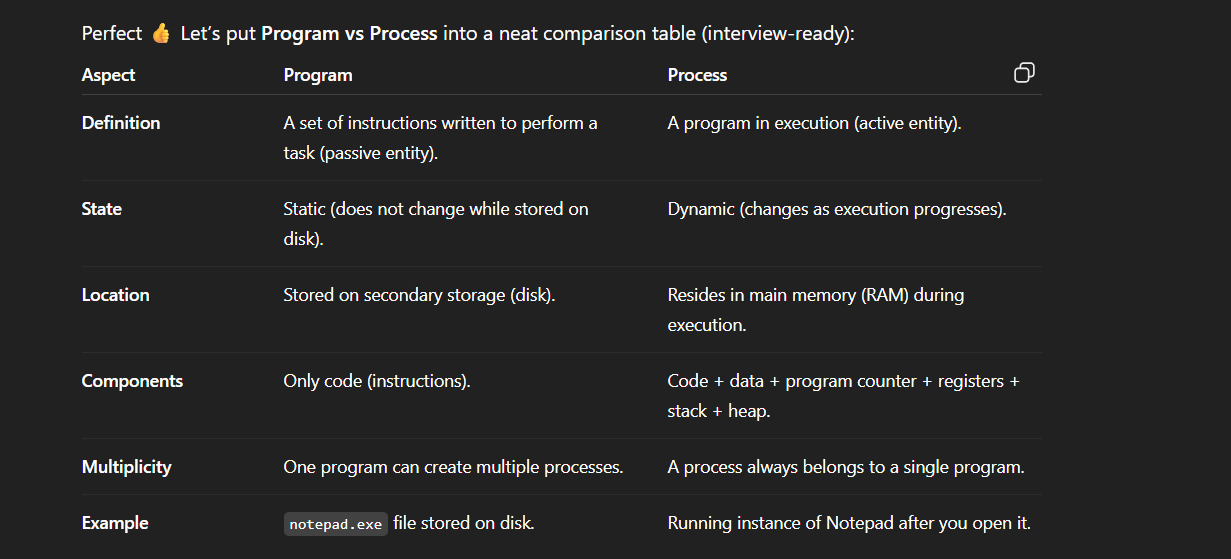 Perfect 👍 Let's put Program vs Process into a neat comparison table (interview-ready):
Aspect Program Process
Definition A set of instructions written to perform a A program in execution (active entity).
task (passive entity).
State Static (does not change while stored on Dynamic (changes as execution progresses).
disk).
Location Stored on secondary storage (disk). Resides in main memory (RAM) during
execution.
Components Only code (instructions). Code + data + program counter + registers +
stack + heap.
Multiplicity One program can create multiple processes. A process always belongs to a single program.
Example notepad.exe file stored on disk. Running instance of Notepad after you open it.